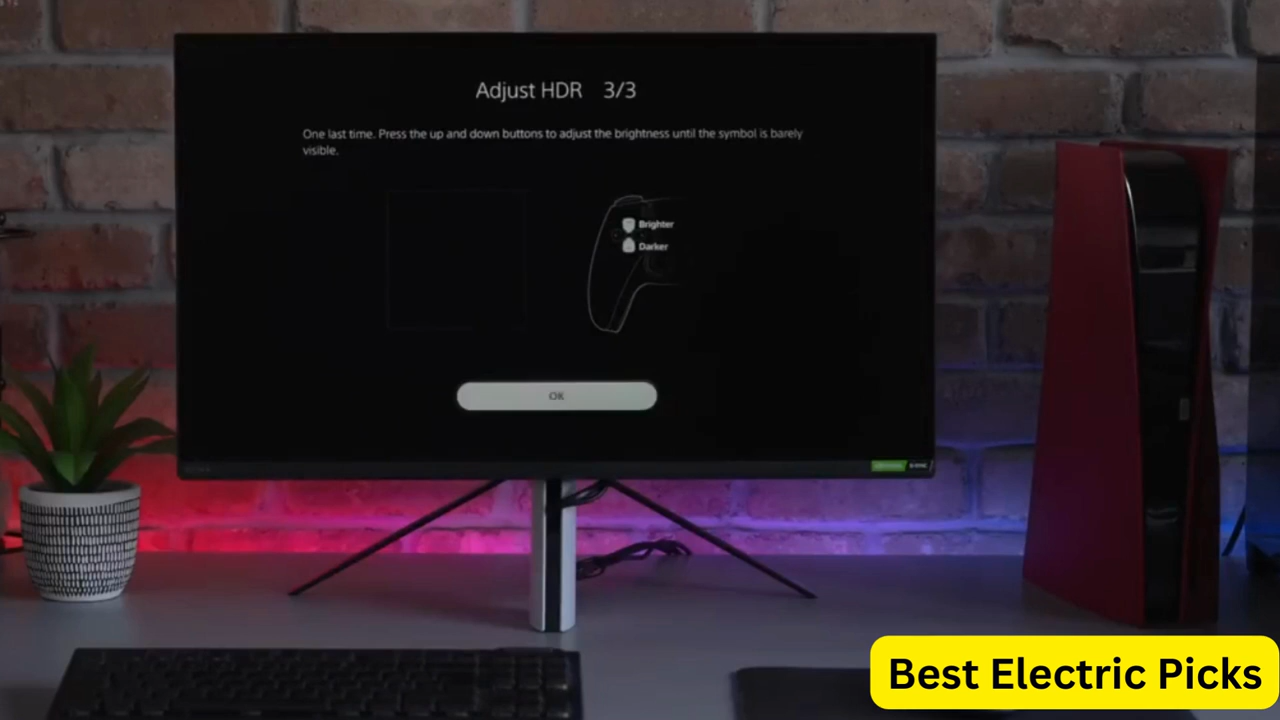 Adjust HDR 3/3
One last time. Press the up and down buttons to adjust the brightness until the symbol is barely
visible.
Brighter
Darker
OK
Best Electric Picks